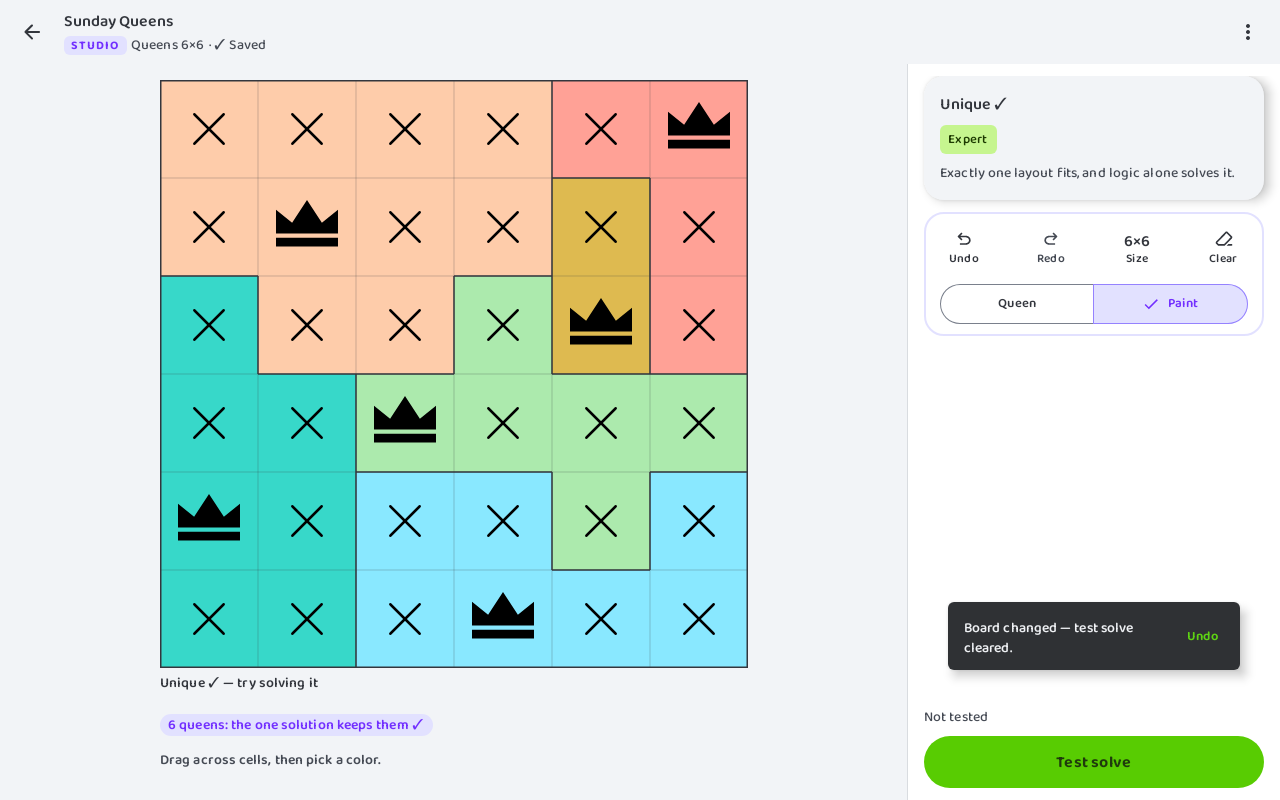 Sunday Queens
STUDIO Queens 6×6 · ✓ Saved
Unique ✓
Expert
Exactly one layout fits, and logic alone solves it.
Undo
Redo
6×6
Size
Clear
Queen
Paint
Board changed — test solve
cleared.
Undo
Unique ✓ — try solving it
6 queens: the one solution keeps them ✓
Drag across cells, then pick a color.
Not tested
Test solve